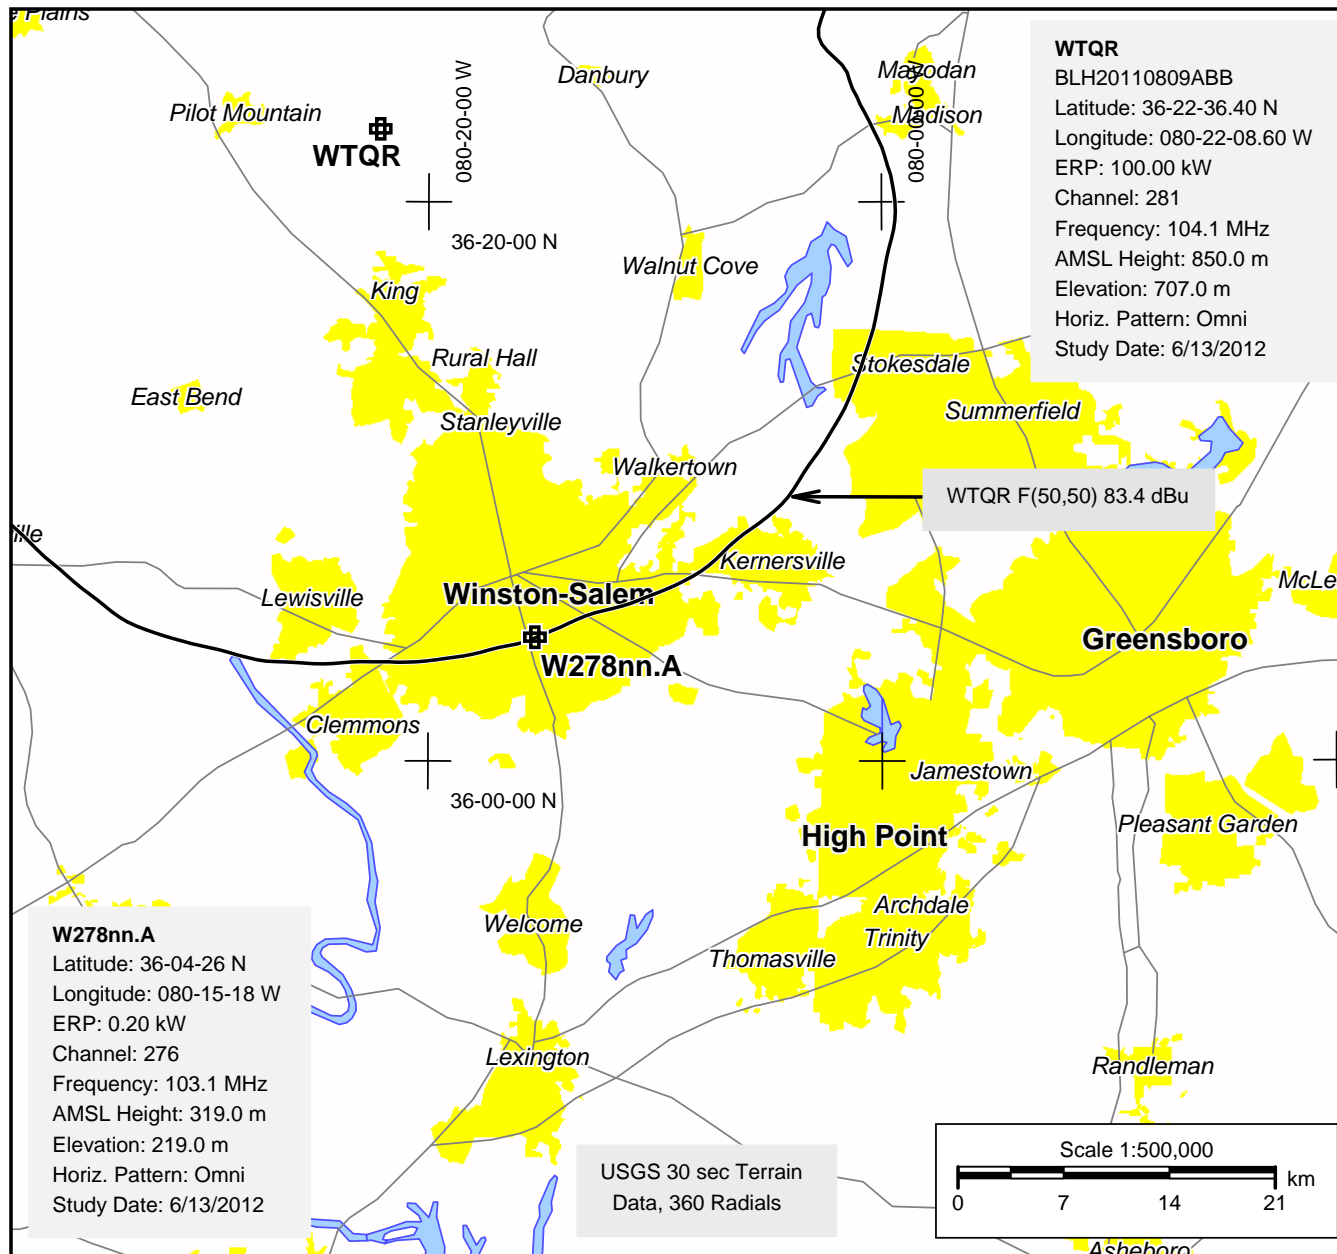 e Plains
Danbury
Mayodan
Pilot Mountain
Madison
WTQR
080-20-00 W
080-00-00 W
WTQR
BLH20110809ABB
Latitude: 36-22-36.40 N
Longitude: 080-22-08.60 W
ERP: 100.00 kW
Channel: 281
Frequency: 104.1 MHz
AMSL Height: 850.0 m
Elevation: 707.0 m
Horiz. Pattern: Omni
Study Date: 6/13/2012
36-20-00 N
Walnut Cove
King
Rural Hall
Stokesdale
East Bend
Summerfield
Stanleyville
Walkertown
WTQR F(50,50) 83.4 dBu
ille
Kernersville
McLe
Lewisville
Winston-Salem
Greensboro
W278nn.A
Clemmons
Jamestown
36-00-00 N
High Point
Pleasant Garden
Archdale
Welcome
Trinity
Thomasville
W278nn.A
Latitude: 36-04-26 N
Longitude: 080-15-18 W
ERP: 0.20 kW
Channel: 276
Frequency: 103.1 MHz
AMSL Height: 319.0 m
Elevation: 219.0 m
Horiz. Pattern: Omni
Study Date: 6/13/2012
Lexington
Randleman
USGS 30 sec Terrain
Data, 360 Radials
Scale 1:500,000
km
0 7 14 21
Asheboro